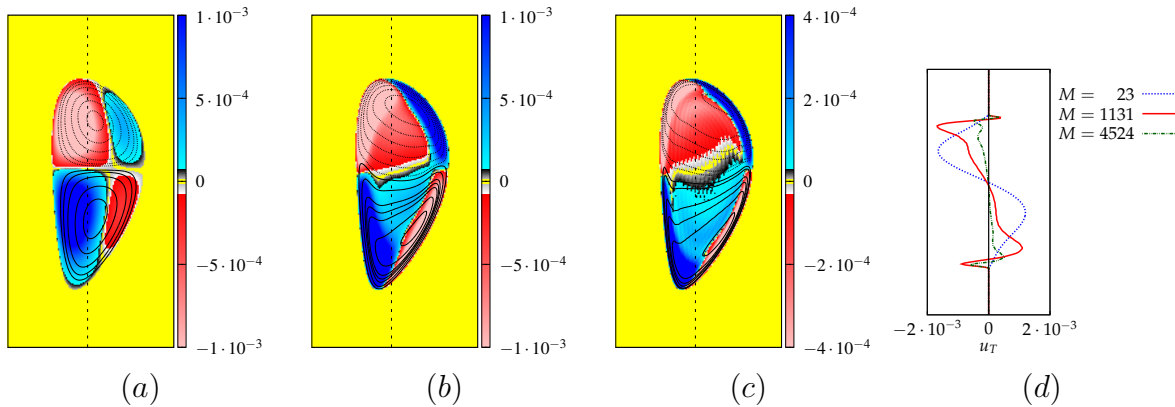 1·10⁻³
5·10⁻⁴
0
−5·10⁻⁴
−1·10⁻³
(a)
1·10⁻³
5·10⁻⁴
0
−5·10⁻⁴
−1·10⁻³
(b)
4·10⁻⁴
2·10⁻⁴
0
−2·10⁻⁴
−4·10⁻⁴
(c)
M = 23
M = 1131
M = 4524
−2·10⁻³ 0 2·10⁻³
u_T
(d)